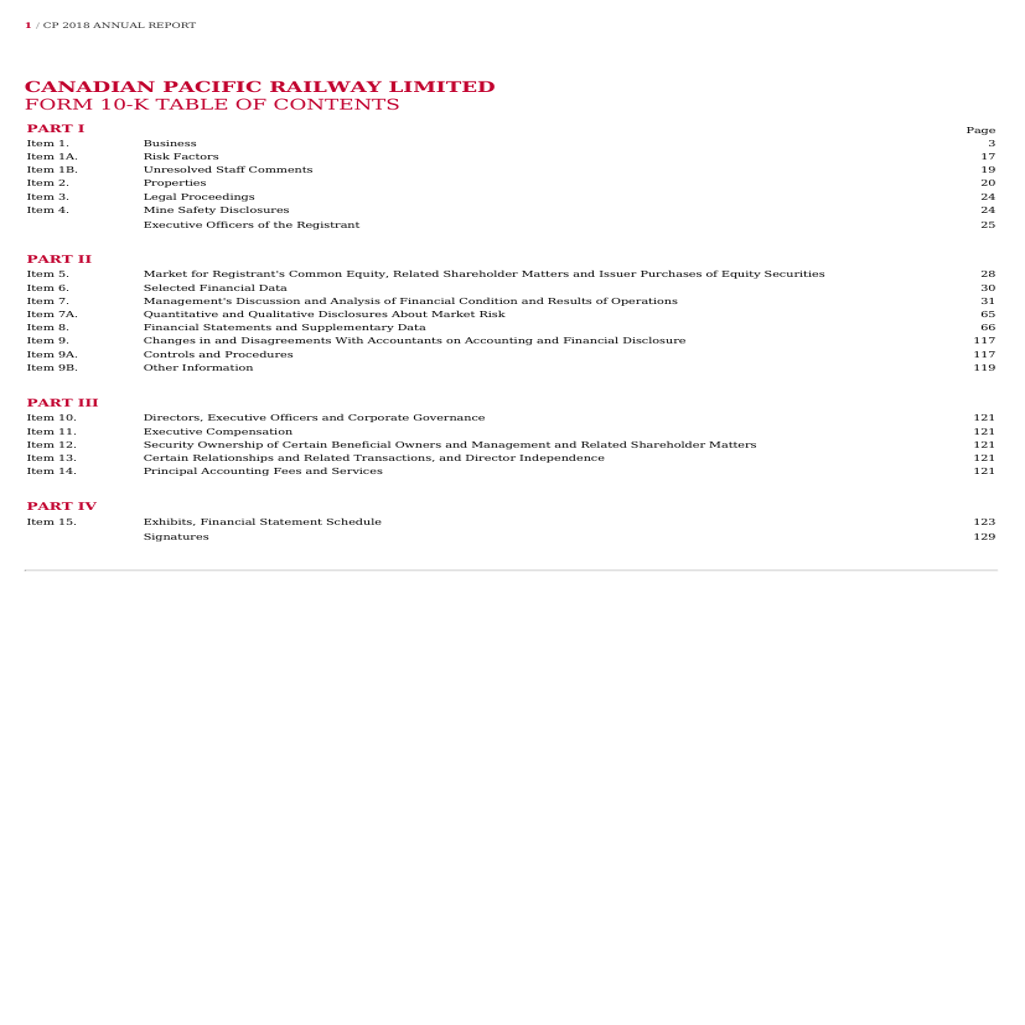 1 / CP 2018 ANNUAL REPORT
CANADIAN PACIFIC RAILWAY LIMITED
FORM 10-K TABLE OF CONTENTS
PART I Page
Item 1. Business 3
Item 1A. Risk Factors 17
Item 1B. Unresolved Staff Comments 19
Item 2. Properties 20
Item 3. Legal Proceedings 24
Item 4. Mine Safety Disclosures 24
Executive Officers of the Registrant 25
PART II
Item 5. Market for Registrant's Common Equity, Related Shareholder Matters and Issuer Purchases of Equity Securities 28
Item 6. Selected Financial Data 30
Item 7. Management's Discussion and Analysis of Financial Condition and Results of Operations 31
Item 7A. Quantitative and Qualitative Disclosures About Market Risk 65
Item 8. Financial Statements and Supplementary Data 66
Item 9. Changes in and Disagreements With Accountants on Accounting and Financial Disclosure 117
Item 9A. Controls and Procedures 117
Item 9B. Other Information 119
PART III
Item 10. Directors, Executive Officers and Corporate Governance 121
Item 11. Executive Compensation 121
Item 12. Security Ownership of Certain Beneficial Owners and Management and Related Shareholder Matters 121
Item 13. Certain Relationships and Related Transactions, and Director Independence 121
Item 14. Principal Accounting Fees and Services 121
PART IV
Item 15. Exhibits, Financial Statement Schedule 123
Signatures 129